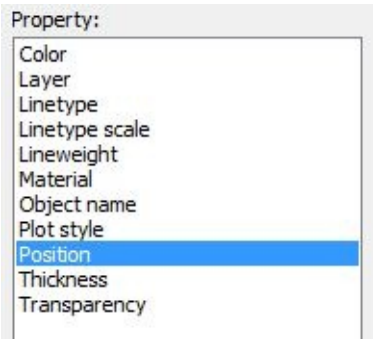 Property:
Color
Layer
Linetype
Linetype scale
Lineweight
Material
Object name
Plot style
Position
Thickness
Transparency